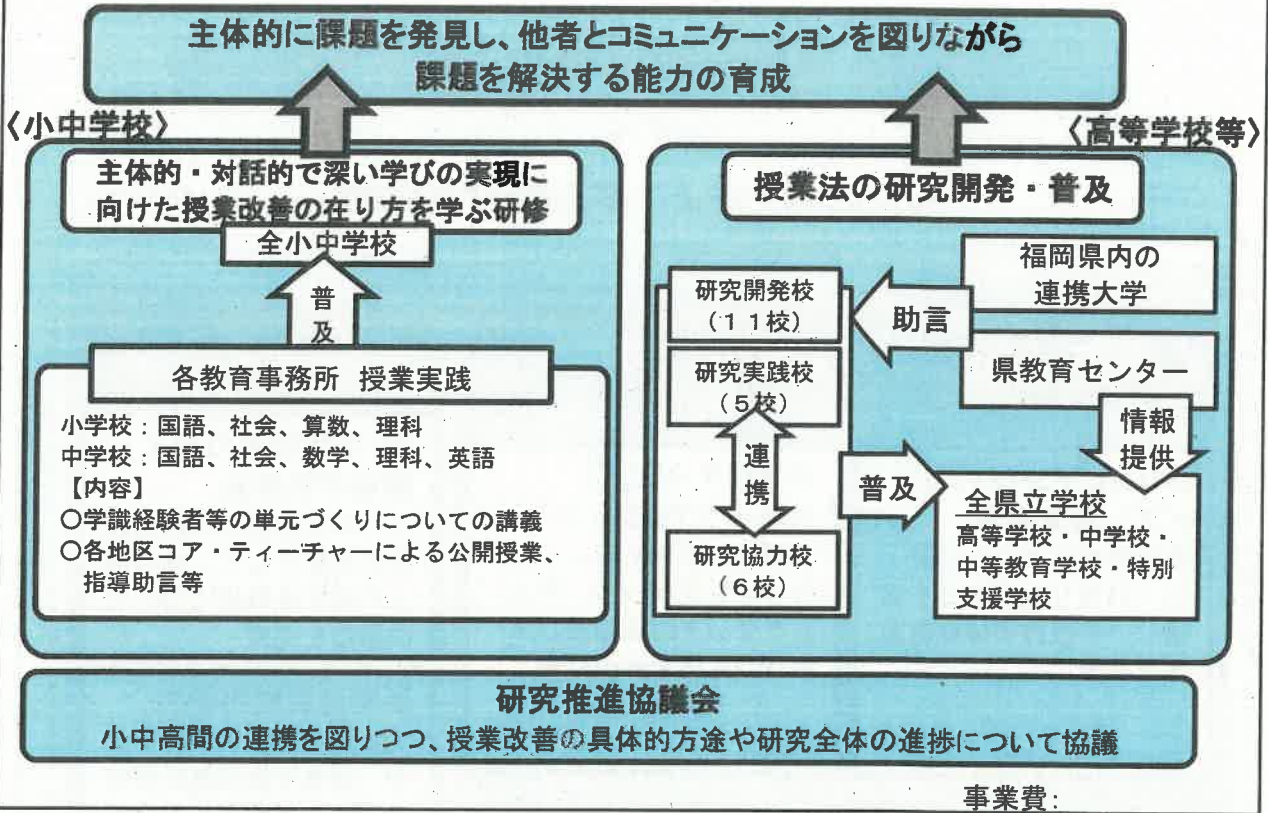 主体的に課題を発見し、他者とコミュニケーションを図りながら
課題を解決する能力の育成
〈小中学校〉
主体的・対話的で深い学びの実現に
向けた授業改善の在り方を学ぶ研修
全小中学校
普
及
各教育事務所 授業実践
小学校：国語、社会、算数、理科
中学校：国語、社会、数学、理科、英語
【内容】
〇学識経験者等の単元づくりについての講義
〇各地区コア・ティーチャーによる公開授業、
指導助言等
〈高等学校等〉
授業法の研究開発・普及
研究開発校
（１１校）
研究実践校
（５校）
連
携
研究協力校
（６校）
助言
福岡県内の
連携大学
県教育センター
情報
提供
普及
全県立学校
高等学校・中学校・
中等教育学校・特別
支援学校
研究推進協議会
小中高間の連携を図りつつ、授業改善の具体的方途や研究全体の進捗について協議
事業費：